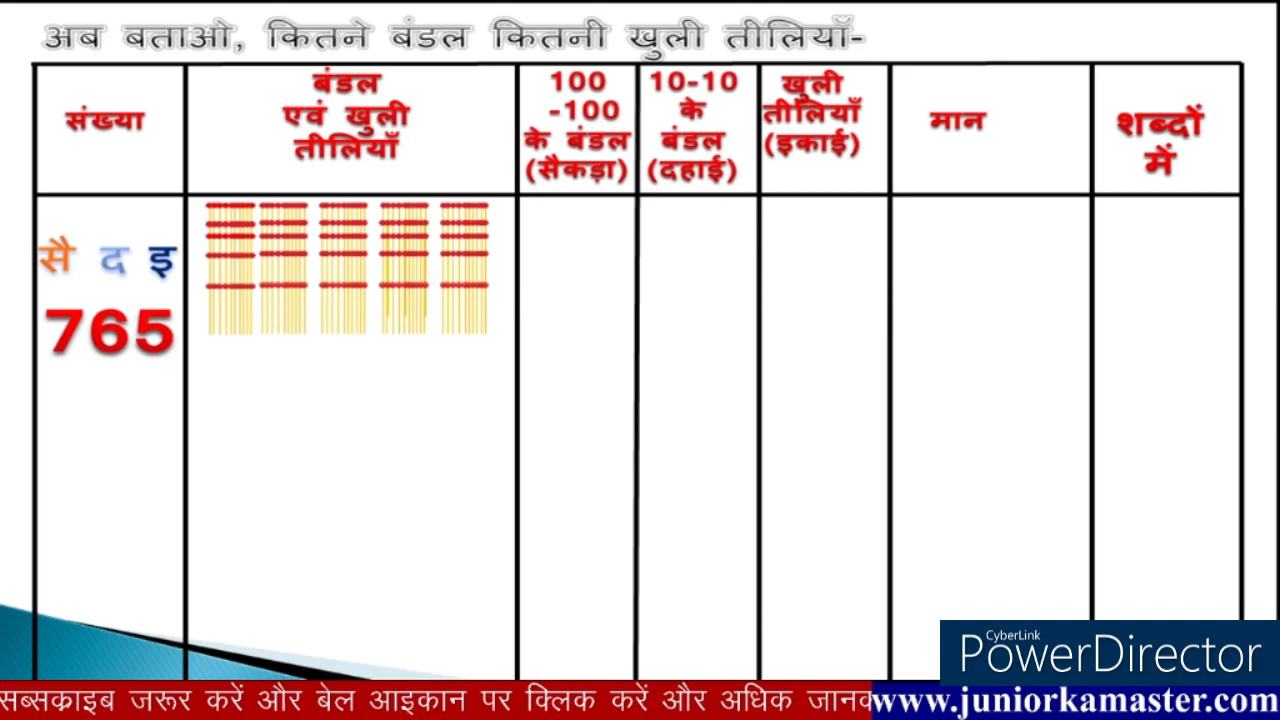 अब बताओ, कितने बंडल कितनी खुली तीलियाँ-
संख्या
बंडल
एवं खुली
तीलियाँ
100
-100
के बंडल
(सैकड़ा)
10-10
के
बंडल
(दहाई)
खुली
तीलियाँ
(इकाई)
मान
शब्दों
में
सै द इ
765
CyberLink
PowerDirector
सब्सक्राइब जरूर करें और बेल आइकान पर क्लिक करें और अधिक जानक
www.juniorkamaster.com